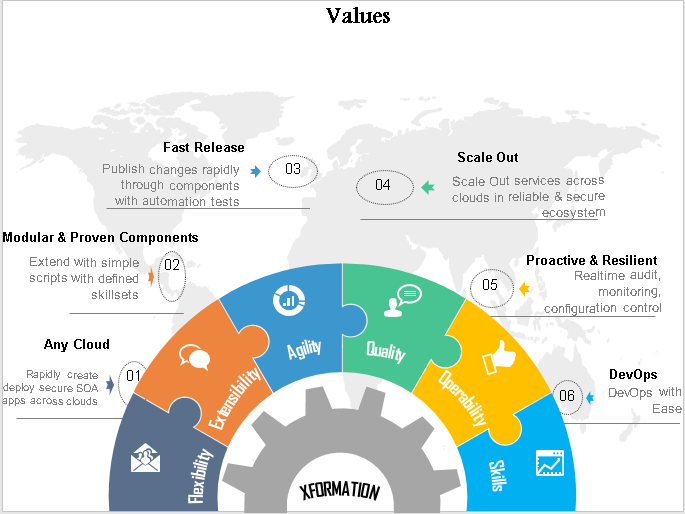 Values
Fast Release
Publish changes rapidly
through components
with automation tests
03
04
Scale Out
Scale Out services across
clouds in reliable & secure
ecosystem
Modular & Proven Components
Extend with simple
scripts with defined
skillsets
02
Proactive & Resilient
Realtime audit,
monitoring,
configuration control
05
Any Cloud
Rapidly create
deploy secure SOA
apps across clouds
01
DevOps
DevOps with
Ease
06
Flexibility
Extensibility
Agility
Quality
Operability
Skills
XFORMATION